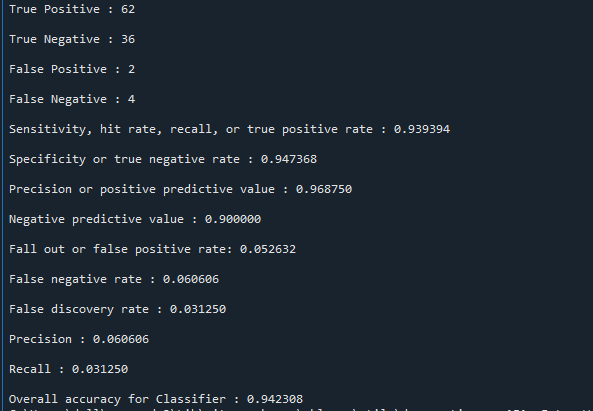 True Positive : 62
True Negative : 36
False Positive : 2
False Negative : 4
Sensitivity, hit rate, recall, or true positive rate : 0.939394
Specificity or true negative rate : 0.947368
Precision or positive predictive value : 0.968750
Negative predictive value : 0.900000
Fall out or false positive rate: 0.052632
False negative rate : 0.060606
False discovery rate : 0.031250
Precision : 0.060606
Recall : 0.031250
Overall accuracy for Classifier : 0.942308